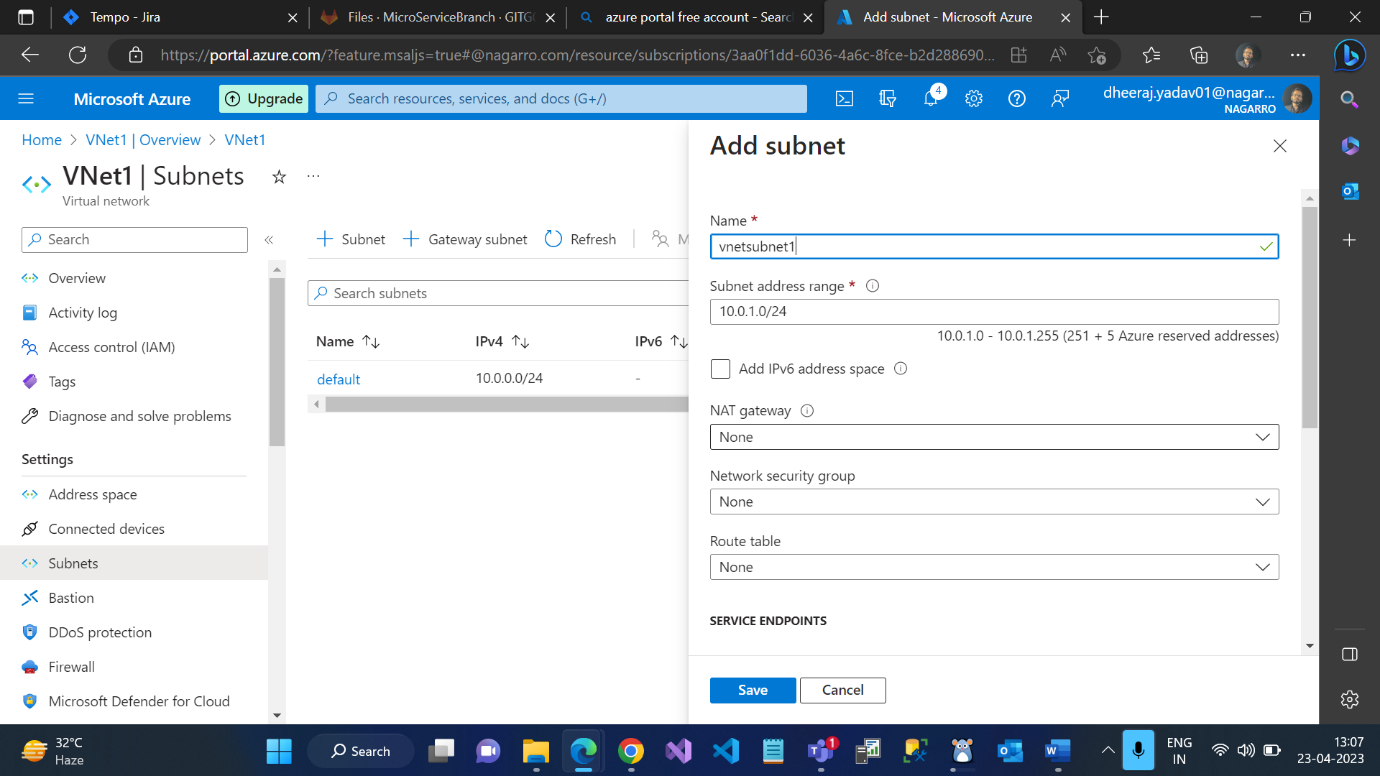 Tempo - Jira
Files · MicroServiceBranch · GITGO
azure portal free account - Search
Add subnet - Microsoft Azure
https://portal.azure.com/?feature.msaljs=true#@nagarro.com/resource/subscriptions/3aa0f1dd-6036-4a6c-8fce-b2d288690...
Microsoft Azure
Upgrade
Search resources, services, and docs (G+/)
4
dheeraj.yadav01@nagar...
NAGARRO
Home > VNet1 | Overview > VNet1
VNet1 | Subnets
...
Virtual network
Search
«
Overview
Activity log
Access control (IAM)
Tags
Diagnose and solve problems
Settings
Address space
Connected devices
Subnets
Bastion
DDoS protection
Firewall
Microsoft Defender for Cloud
+ Subnet
+ Gateway subnet
Refresh
M
Search subnets
Name ↑↓ IPv4 ↑↓ IPv6 ↑↓
default 10.0.0.0/24 -
Add subnet
Name *
vnetsubnet1
Subnet address range *
10.0.1.0/24
10.0.1.0 - 10.0.1.255 (251 + 5 Azure reserved addresses)
Add IPv6 address space
NAT gateway
None
Network security group
None
Route table
None
SERVICE ENDPOINTS
Save
Cancel
32°C
Haze
Search
1
ENG
IN
13:07
23-04-2023